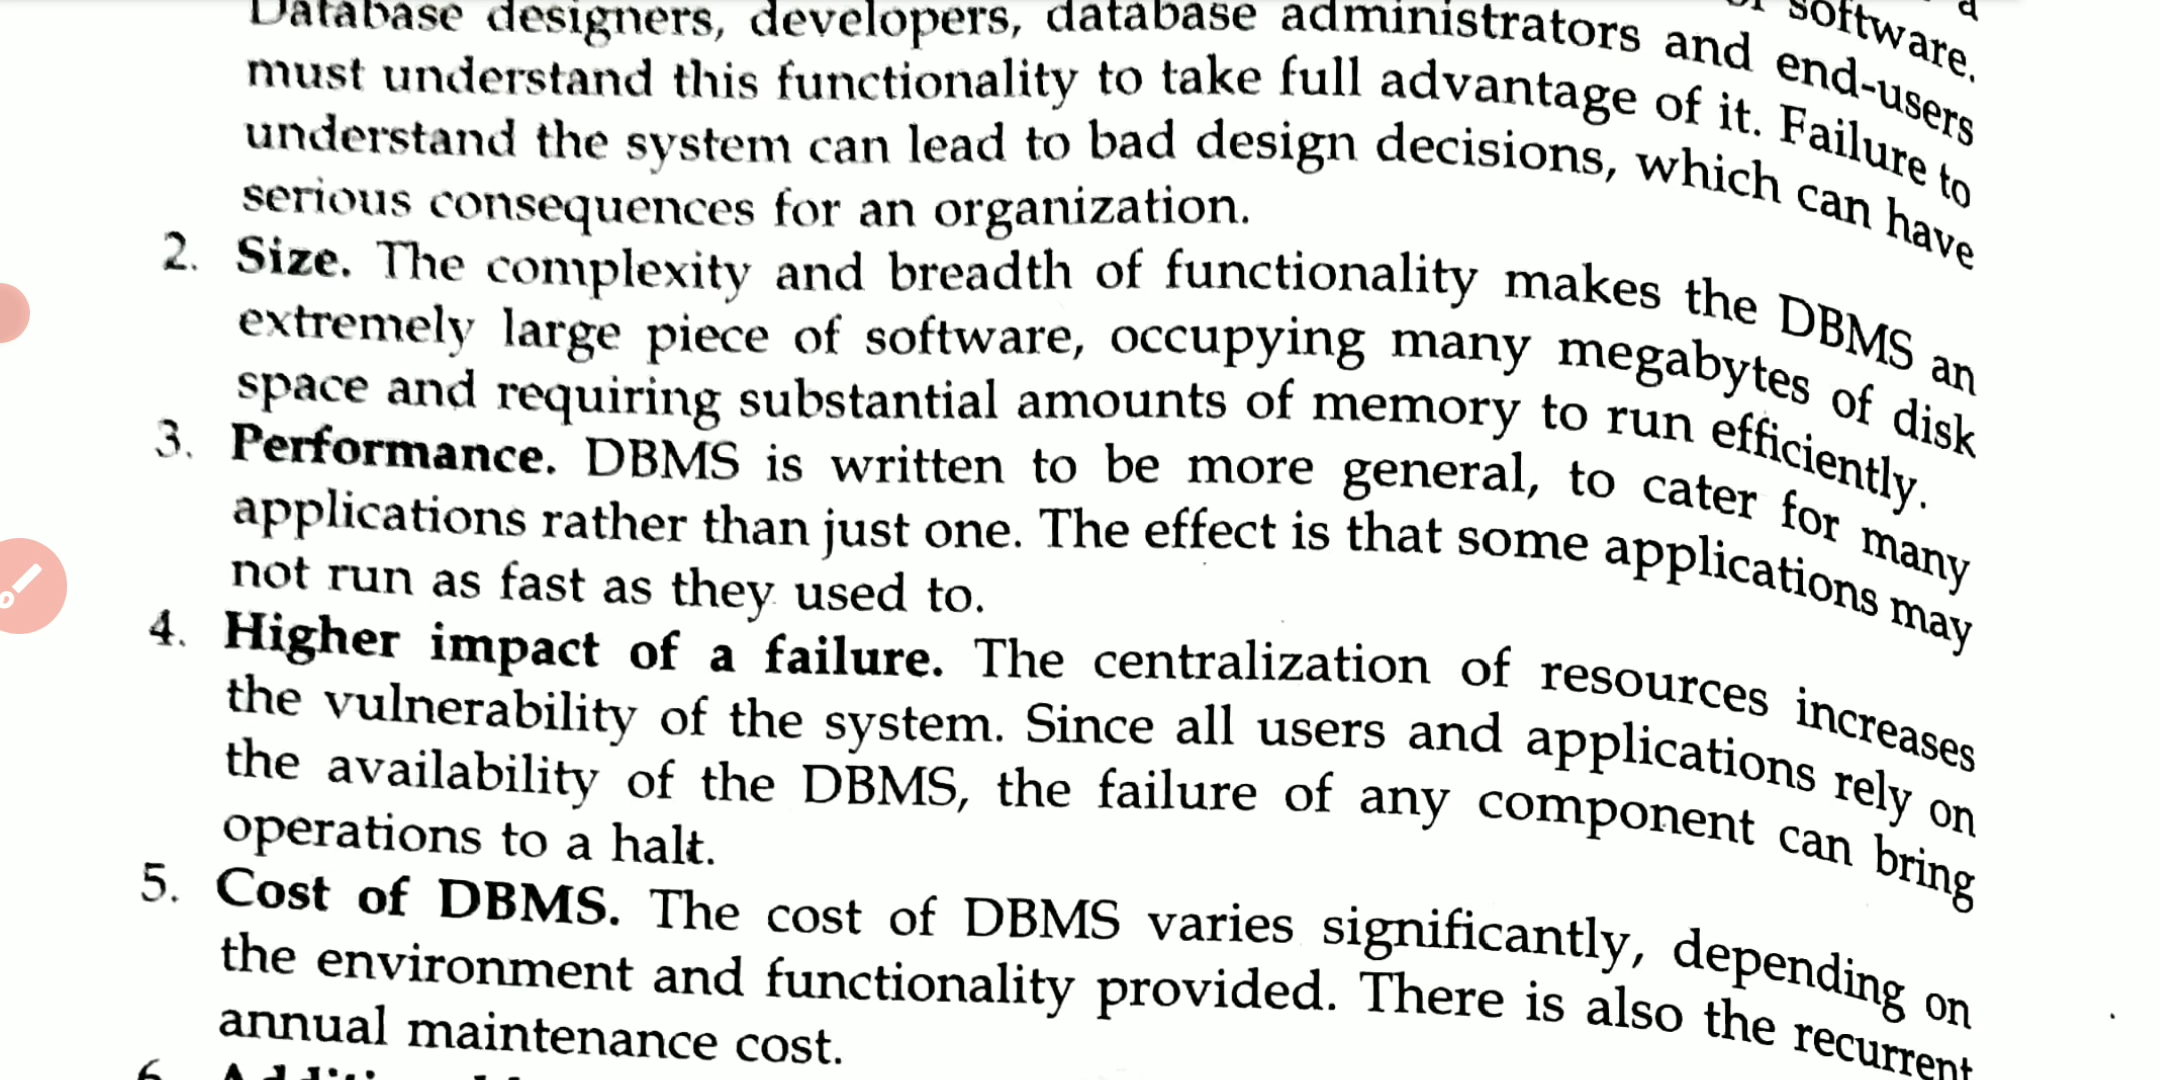 software.
Database designers, developers, database administrators and end-users
must understand this functionality to take full advantage of it. Failure to
understand the system can lead to bad design decisions, which can have
serious consequences for an organization.
2. Size. The complexity and breadth of functionality makes the DBMS an
extremely large piece of software, occupying many megabytes of disk
space and requiring substantial amounts of memory to run efficiently.
3. Performance. DBMS is written to be more general, to cater for many
applications rather than just one. The effect is that some applications may
not run as fast as they used to.
4. Higher impact of a failure. The centralization of resources increases
the vulnerability of the system. Since all users and applications rely on
the availability of the DBMS, the failure of any component can bring
operations to a halt.
5. Cost of DBMS. The cost of DBMS varies significantly, depending on
the environment and functionality provided. There is also the recurrent
annual maintenance cost.
6.